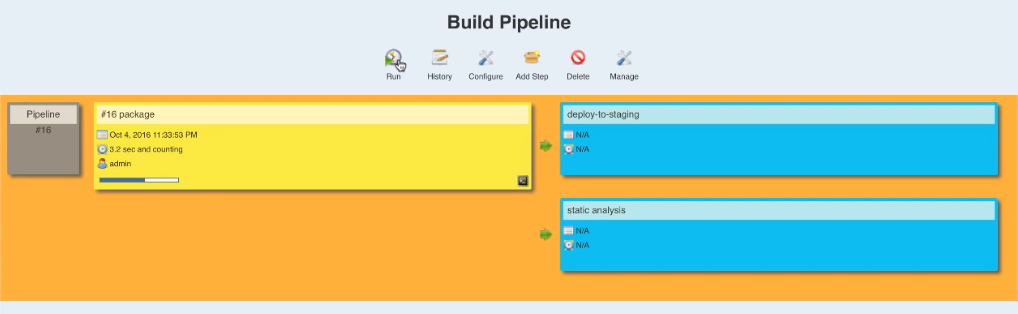 Build Pipeline
Run History Configure Add Step Delete Manage
Pipeline
#16
#16 package
Oct 4, 2016 11:33:53 PM
3.2 sec and counting
admin
deploy-to-staging
N/A
N/A
static analysis
N/A
N/A